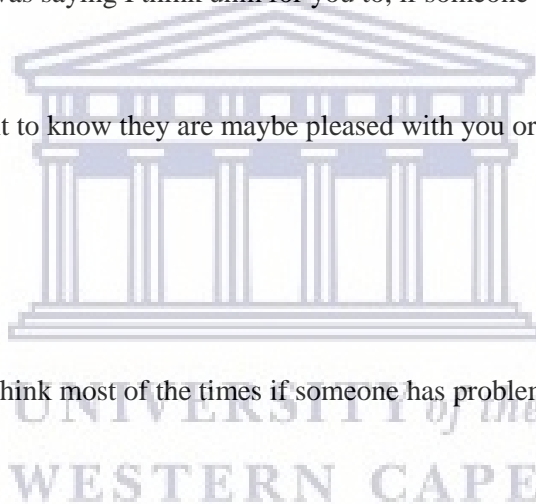 was saying I think uhm for you to, if someone
t to know they are maybe pleased with you or
hink most of the times if someone has problem
UNIVERSITY of the
WESTERN CAPE